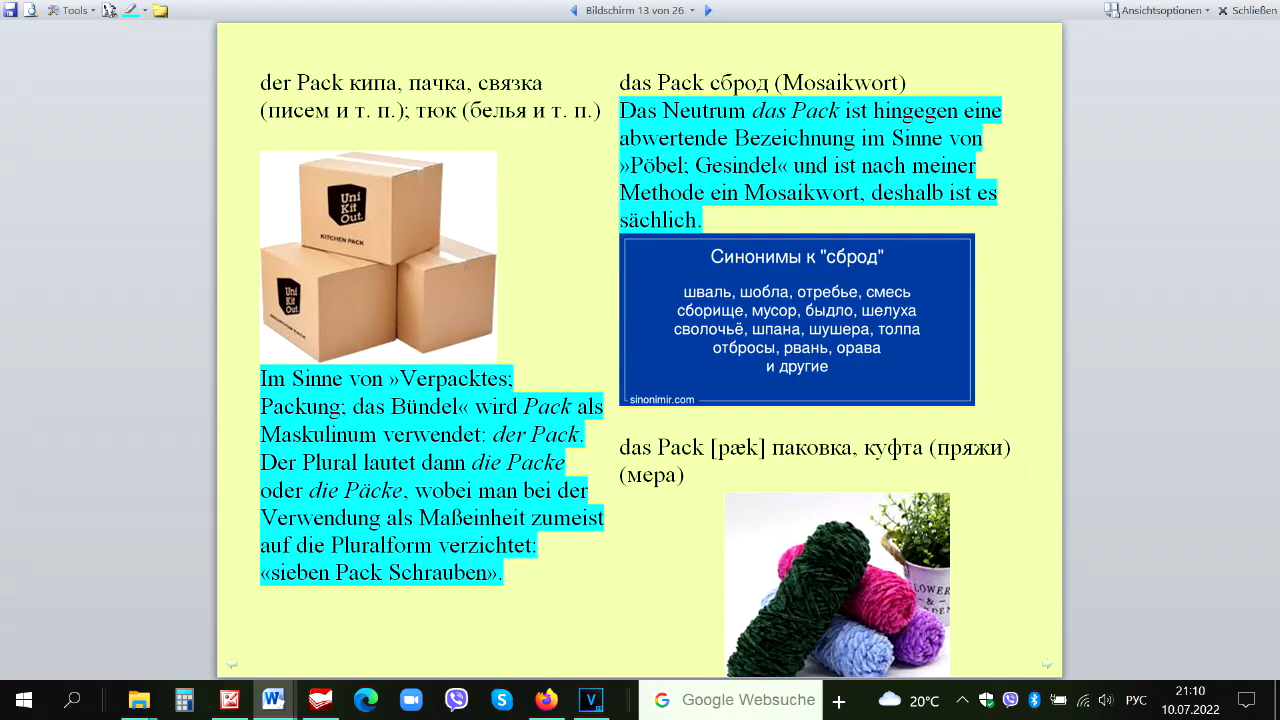 Tools
Bildschirm 13 von 26
Ansichtsoptionen
Schließen
der Pack кипа, пачка, связка
(писем и т. п.); тюк (белья и т. п.)
Uni
Kit
Out.
KITCHEN PACK
Uni
Kit
Out.
Im Sinne von »Verpacktes;
Packung; das Bündel« wird Pack als
Maskulinum verwendet: der Pack.
Der Plural lautet dann die Packe
oder die Päcke, wobei man bei der
Verwendung als Maßeinheit zumeist
auf die Pluralform verzichtet:
«sieben Pack Schrauben».
das Pack сброд (Mosaikwort)
Das Neutrum das Pack ist hingegen eine
abwertende Bezeichnung im Sinne von
»Pöbel; Gesindel« und ist nach meiner
Methode ein Mosaikwort, deshalb ist es
sächlich.
Синонимы к "сброд"
шваль, шобла, отребье, смесь
сборище, мусор, быдло, шелуха
сволочьё, шпана, шушера, толпа
отбросы, рвань, орава
и другие
sinonimir.com
das Pack [pæk] паковка, куфта (пряжи)
(мера)
Google Websuche
20°C
РУС
21:10
10.07.2022